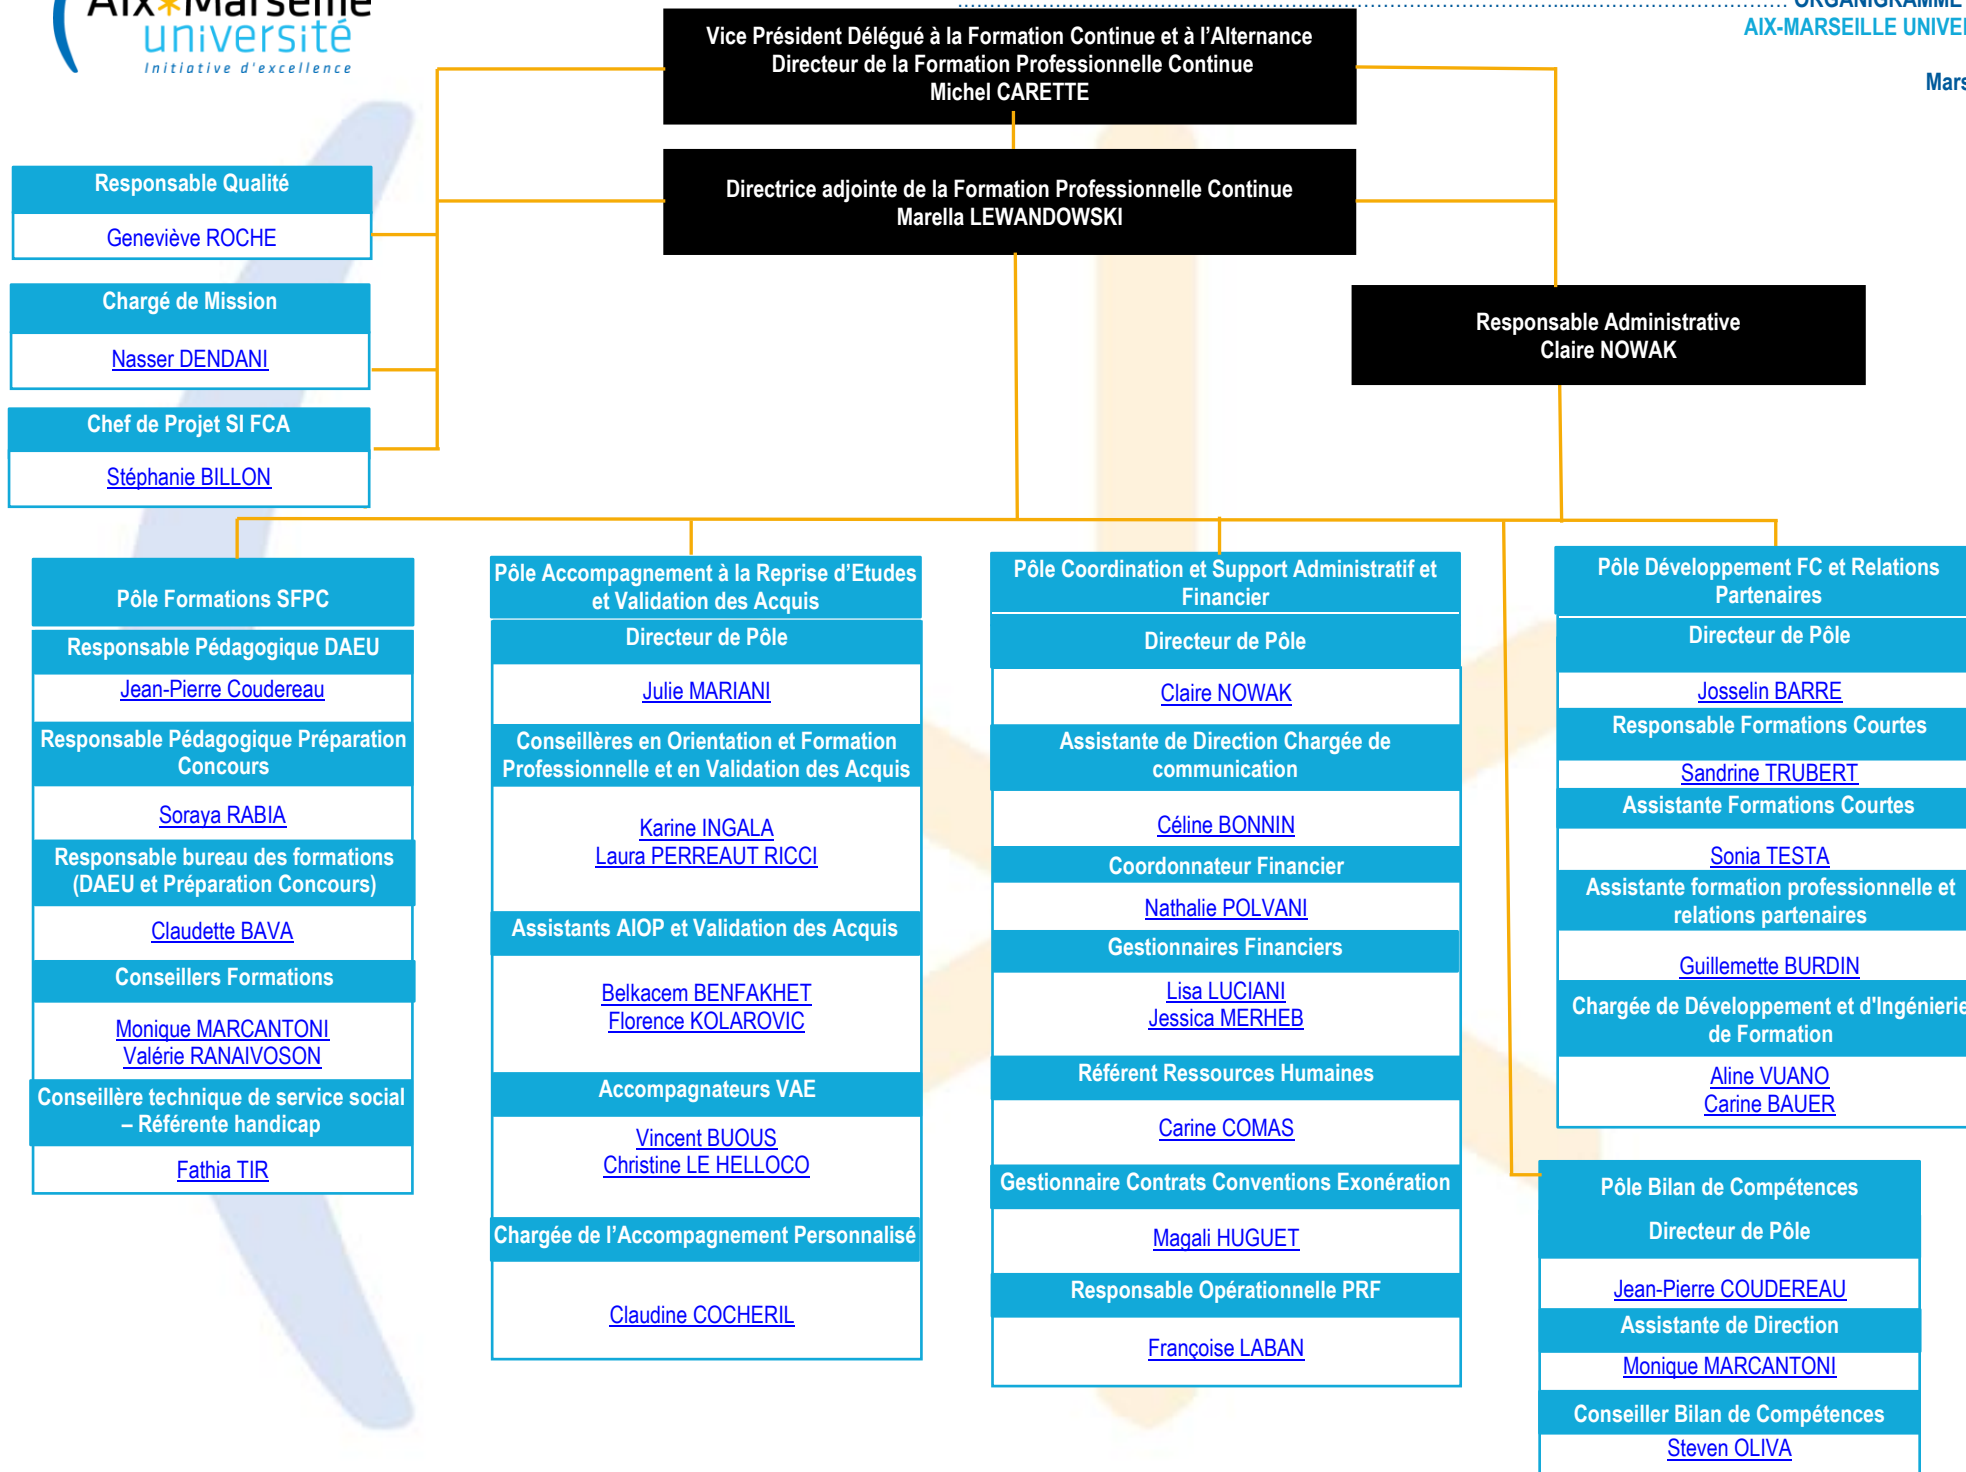 Aix*Marseille
université
Initiative d'excellence
ORGANIGRAMME
AIX-MARSEILLE
Vice Président Délégué à la Formation Continue et à l'Alternance
Directeur de la Formation Professionnelle Continue
Michel CARETTE
Directrice adjointe de la Formation Professionnelle Continue
Marella LEWANDOWSKI
Responsable Administrative
Claire NOWAK
Responsable Qualité
Geneviève ROCHE
Chargé de Mission
Nasser DENDANI
Chef de Projet SI FCA
Stéphanie BILLON
Pôle Formations SFPC
Responsable Pédagogique DAEU
Jean-Pierre Coudereau
Responsable Pédagogique Préparation
Concours
Soraya RABIA
Responsable bureau des formations
(DAEU et Préparation Concours)
Claudette BAVA
Conseillers Formations
Monique MARCANTONI
Valérie RANAIVOSON
Conseillère technique de service social
– Référente handicap
Fathia TIR
Pôle Accompagnement à la Reprise d'Etudes
et Validation des Acquis
Directeur de Pôle
Julie MARIANI
Conseillères en Orientation et Formation
Professionnelle et en Validation des Acquis
Karine INGALA
Laura PERREAUT RICCI
Assistants AIOP et Validation des Acquis
Belkacem BENFAKHET
Florence KOLAROVIC
Accompagnateurs VAE
Vincent BUOUS
Christine LE HELLOCO
Chargée de l'Accompagnement Personnalisé
Claudine COCHERIL
Pôle Coordination et Support Administratif et
Financier
Directeur de Pôle
Claire NOWAK
Assistante de Direction Chargée de
communication
Céline BONNIN
Coordonnateur Financier
Nathalie POLVANI
Gestionnaires Financiers
Lisa LUCIANI
Jessica MERHEB
Référent Ressources Humaines
Carine COMAS
Gestionnaire Contrats Conventions Exonération
Magali HUGUET
Responsable Opérationnelle PRF
Françoise LABAN
Pôle Développement FC et Relations
Partenaires
Directeur de Pôle
Josselin BARRE
Responsable Formations Courtes
Sandrine TRUBERT
Assistante Formations Courtes
Sonia TESTA
Assistante formation professionnelle et
relations partenaires
Guillemette BURDIN
Chargée de Développement et d'Ingénierie
de Formation
Aline VUANO
Carine BAUER
Pôle Bilan de Compétences
Directeur de Pôle
Jean-Pierre COUDEREAU
Assistante de Direction
Monique MARCANTONI
Conseiller Bilan de Compétences
Steven OLIVA